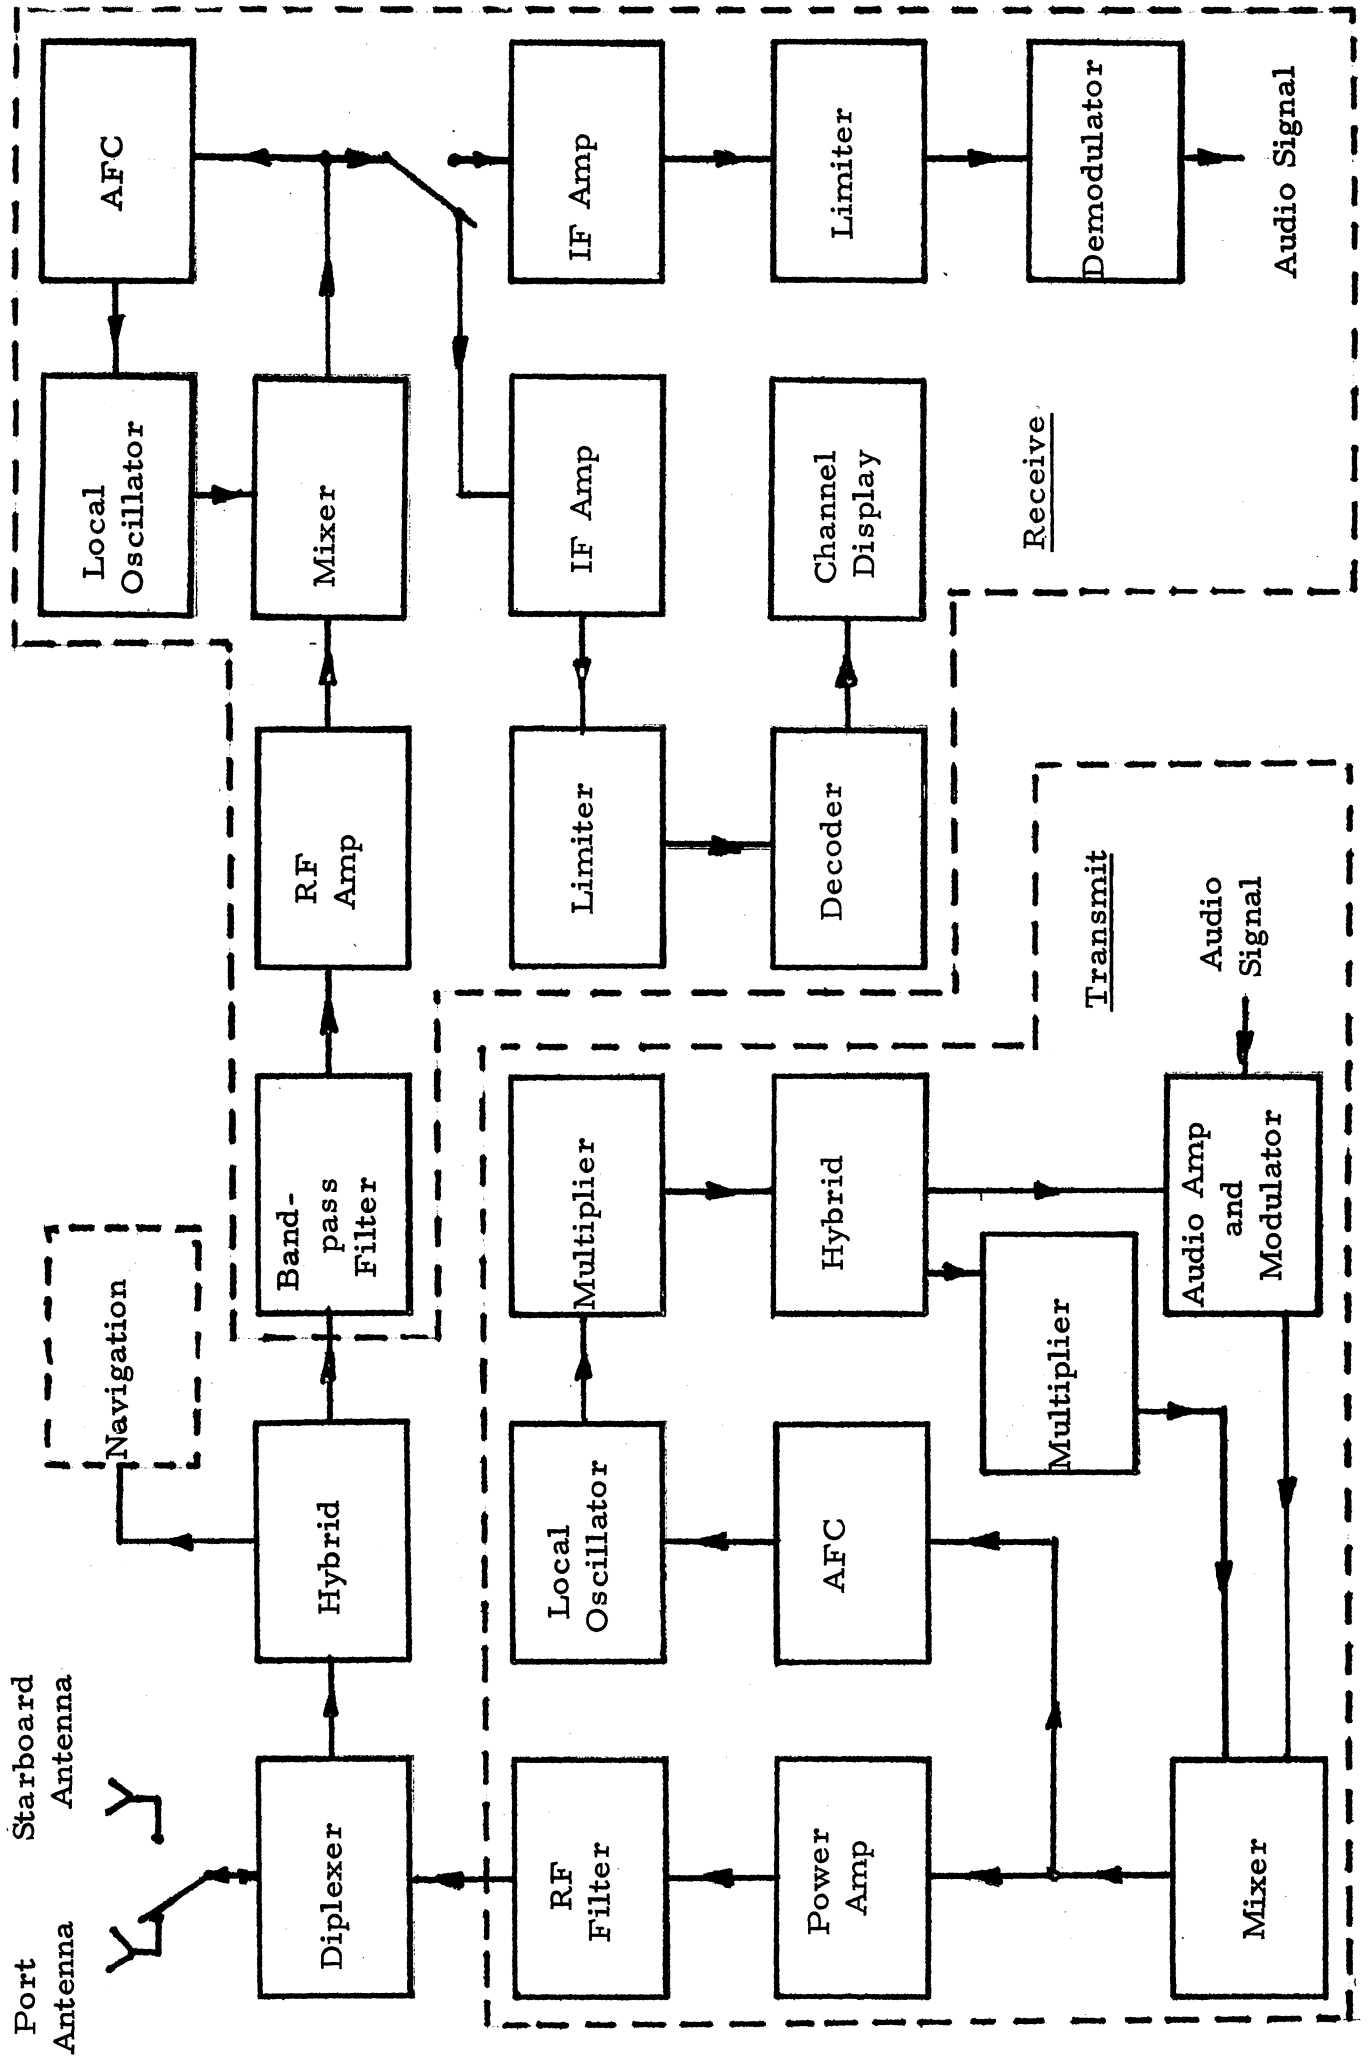 Port
Antenna
Starboard
Antenna
Navigation
Local
Oscillator
AFC
Diplexer
Hybrid
Band-
pass
Filter
RF
Amp
Mixer
RF
Filter
Local
Oscillator
Multiplier
Limiter
IF Amp
IF Amp
Power
Amp
AFC
Hybrid
Decoder
Channel
Display
Limiter
Multiplier
Transmit
Receive
Demodulator
Mixer
Audio Amp
and
Modulator
Audio
Signal
Audio Signal